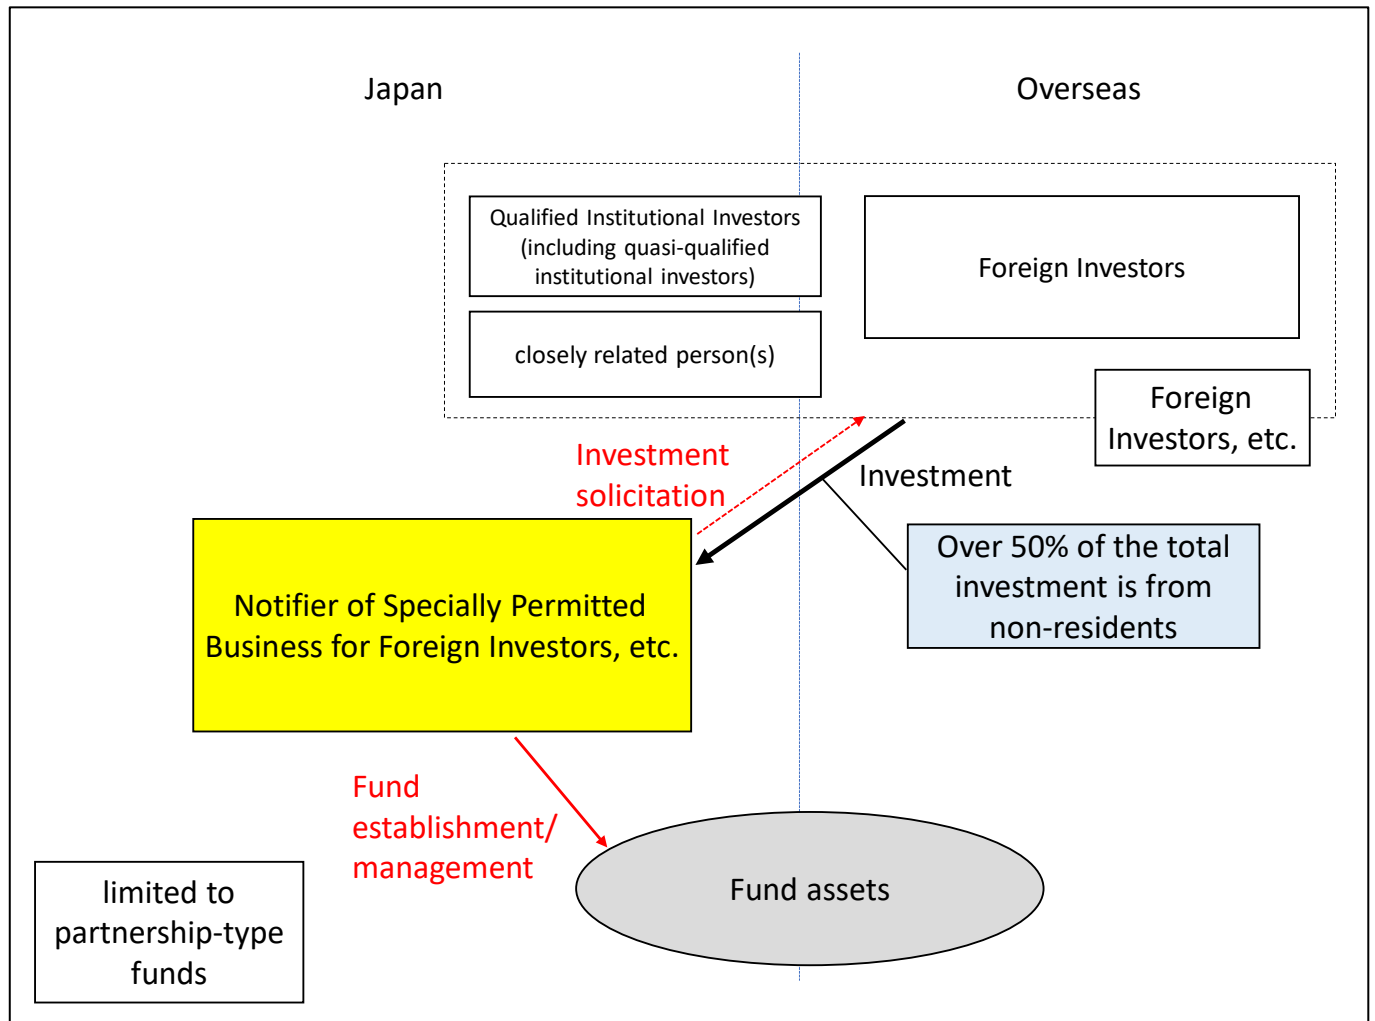 Japan
Overseas
Qualified Institutional Investors
(including quasi-qualified
institutional investors)
Foreign Investors
closely related person(s)
Foreign
Investors, etc.
Investment
solicitation
Investment
Over 50% of the total
investment is from
non-residents
Notifier of Specially Permitted
Business for Foreign Investors, etc.
Fund
establishment/
management
Fund assets
limited to
partnership-type
funds